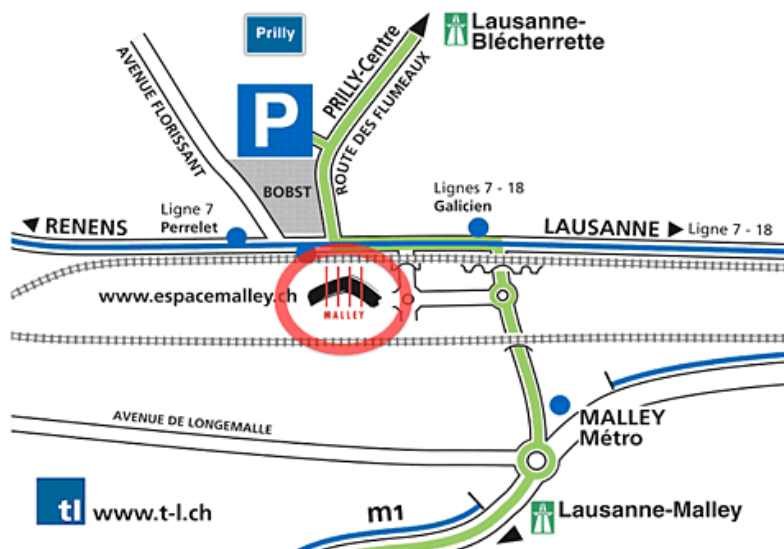 Prilly
Lausanne-
Blécherrette
AVENUE FLORISSANT
P
PRILLY-Centre
ROUTE DES FLUMEAUX
BOBST
Ligne 7
Perrelet
Lignes 7 - 18
Galicien
RENENS
LAUSANNE
Ligne 7 - 18
www.espacemalley.ch
MALLEY
AVENUE DE LONGEMALLE
MALLEY
Métro
tl
www.t-l.ch
m1
Lausanne-Malley